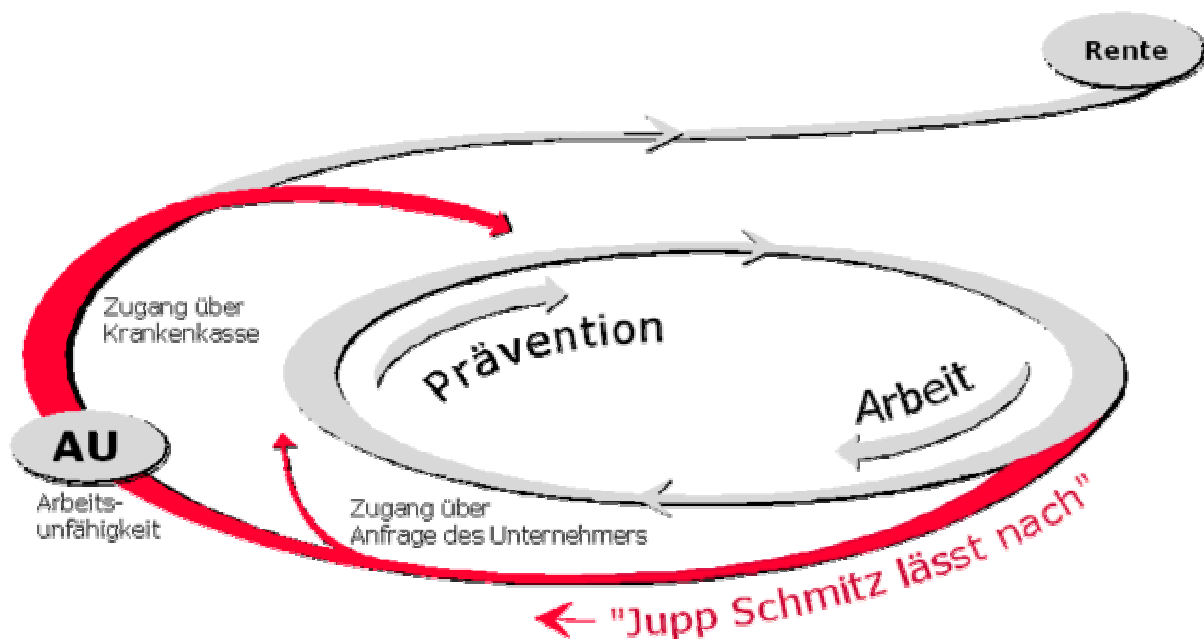 Rente
Zugang über
Krankenkasse
Prävention
Arbeit
AU
Arbeits-
unfähigkeit
Zugang über
Anfrage des Unternehmers
"Jupp Schmitz lässt nach"